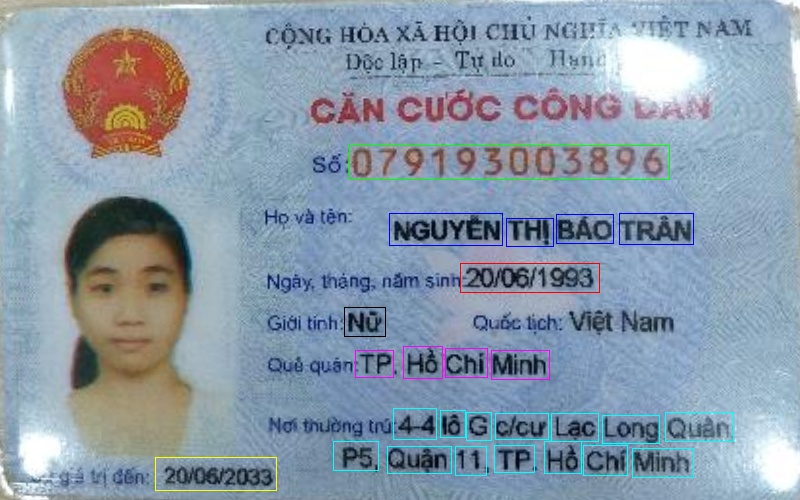 CỘNG HÒA XÃ HỘI CHỦ NGHĨA VIỆT NAM
Độc lập - Tự do
CĂN CƯỚC CÔNG DÂN
Số: 079193003896
Họ và tên: NGUYỄN THỊ BẢO TRÂN
Ngày, tháng, năm sinh: 20/06/1993
Giới tính: Nữ Quốc tịch: Việt Nam
Quê quán: TP. Hồ Chí Minh
Nơi thường trú: 4-4 lô G c/cư Lạc Long Quân
P5, Quận 11, TP. Hồ Chí Minh
giá trị đến: 20/06/2033